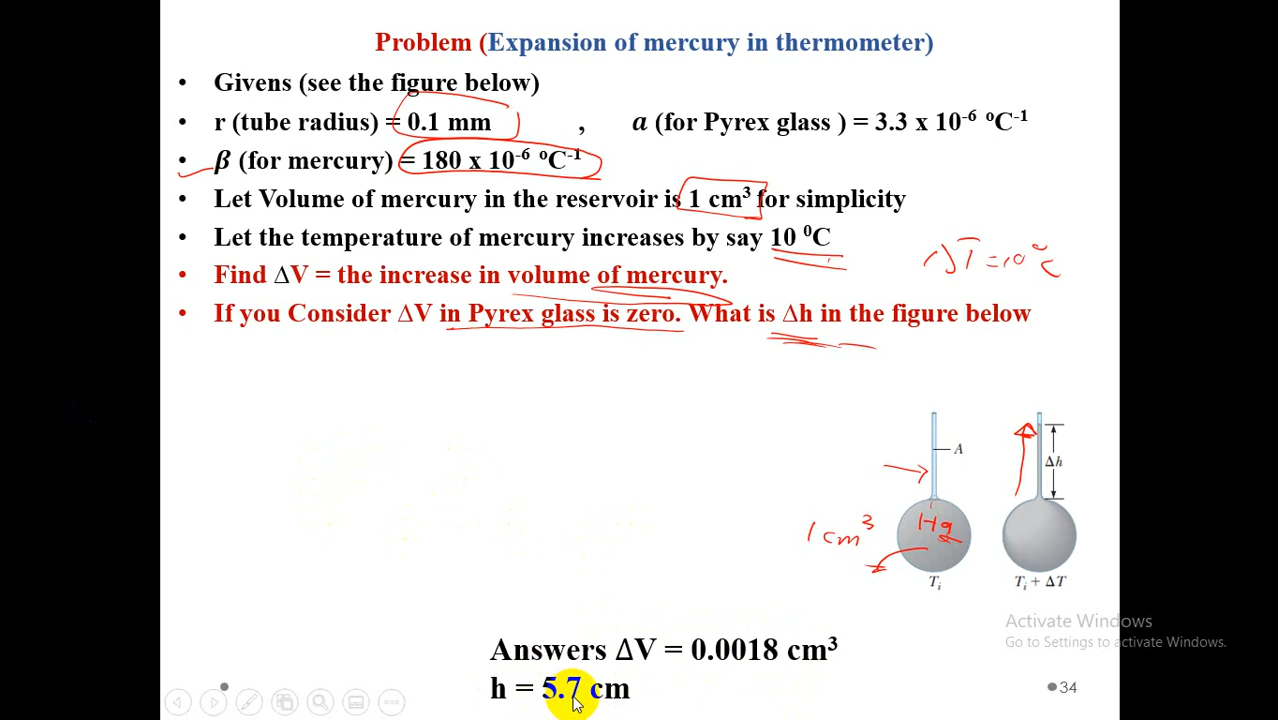 Problem (Expansion of mercury in thermometer)
• Givens (see the figure below)
• r (tube radius) = 0.1 mm , a (for Pyrex glass ) = 3.3 x 10⁻⁶ ⁰C⁻¹
• β (for mercury) = 180 x 10⁻⁶ ⁰C⁻¹
• Let Volume of mercury in the reservoir is 1 cm³ for simplicity
• Let the temperature of mercury increases by say 10 ⁰C
ΔT=10°C
• Find ΔV = the increase in volume of mercury.
• If you Consider ΔV in Pyrex glass is zero. What is Δh in the figure below
A
Δh
Hg
1 cm³
Tᵢ
Tᵢ + ΔT
Activate Windows
Go to Settings to activate Windows.
Answers ΔV = 0.0018 cm³
h = 5.7 cm
34